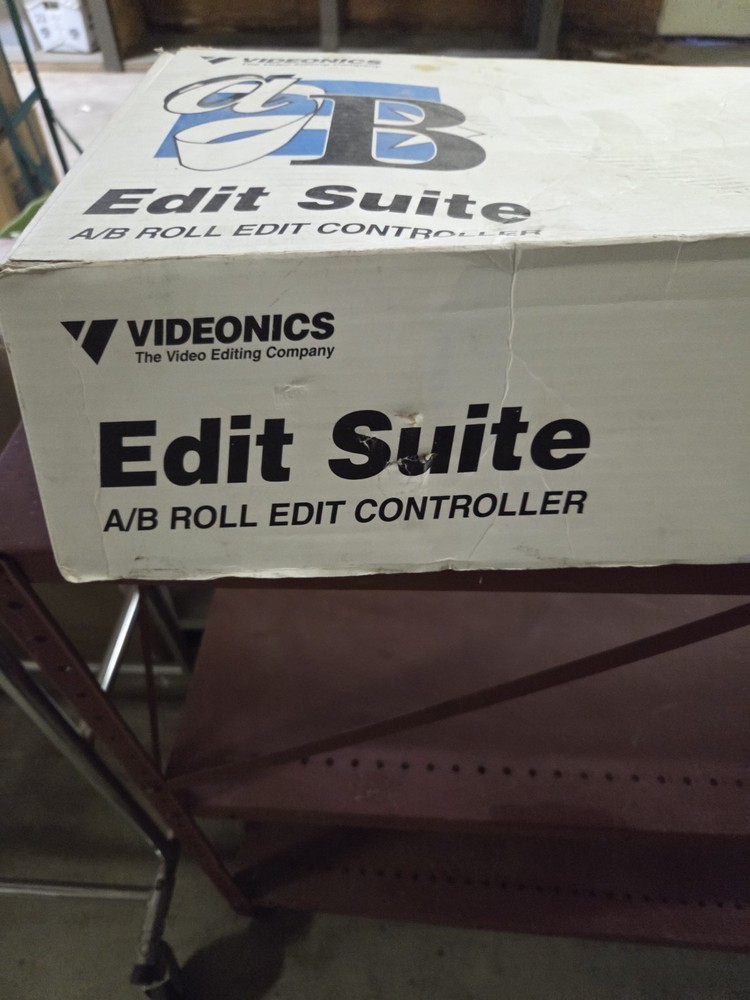 VIDEONICS
a B
Edit Suite
A/B ROLL EDIT CONTROLLER
VIDEONICS
The Video Editing Company
Edit Suite
A/B ROLL EDIT CONTROLLER